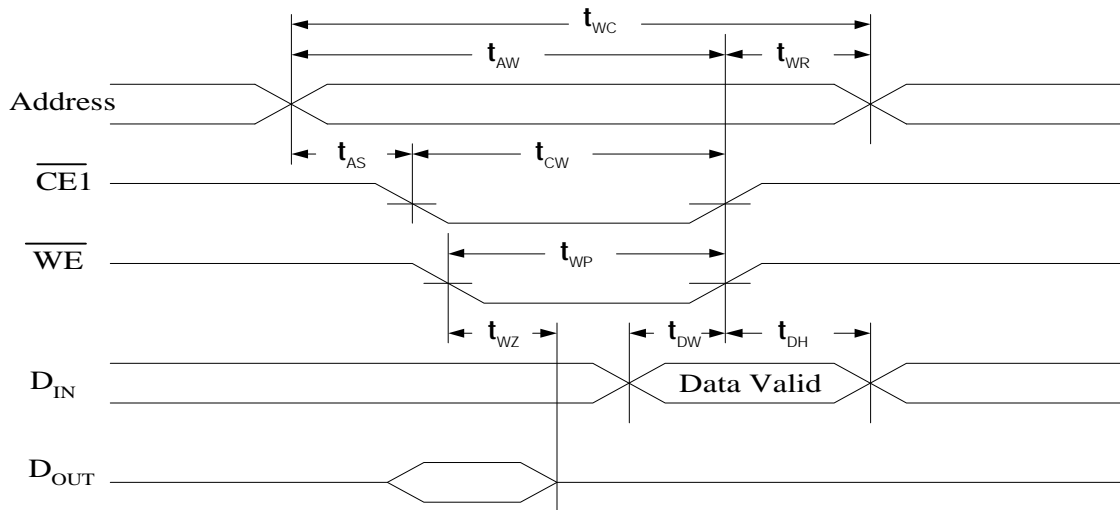 tWC
tAW tWR
Address
tAS tCW
CE1
WE
tWP
tWZ tDW tDH
DIN Data Valid
DOUT